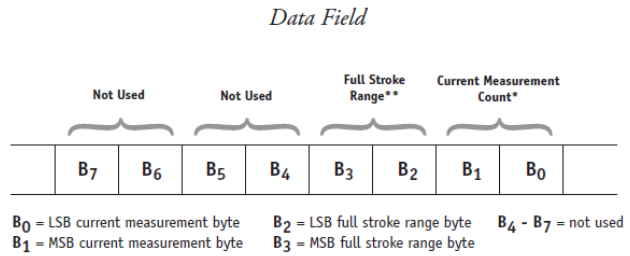 Data Field
Not Used
Not Used
Full Stroke
Range**
Current Measurement
Count*
B7 B6 B5 B4 B3 B2 B1 B0
B0 = LSB current measurement byte
B1 = MSB current measurement byte
B2 = LSB full stroke range byte
B3 = MSB full stroke range byte
B4 - B7 = not used